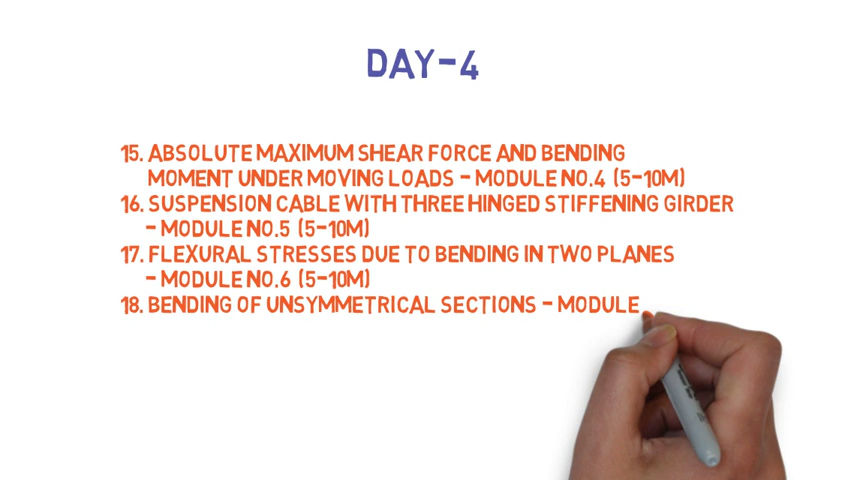 DAY-4
15. ABSOLUTE MAXIMUM SHEAR FORCE AND BENDING
MOMENT UNDER MOVING LOADS - MODULE NO.4 (5-10M)
16. SUSPENSION CABLE WITH THREE HINGED STIFFENING GIRDER
- MODULE NO.5 (5-10M)
17. FLEXURAL STRESSES DUE TO BENDING IN TWO PLANES
- MODULE NO.6 (5-10M)
18. BENDING OF UNSYMMETRICAL SECTIONS - MODULE